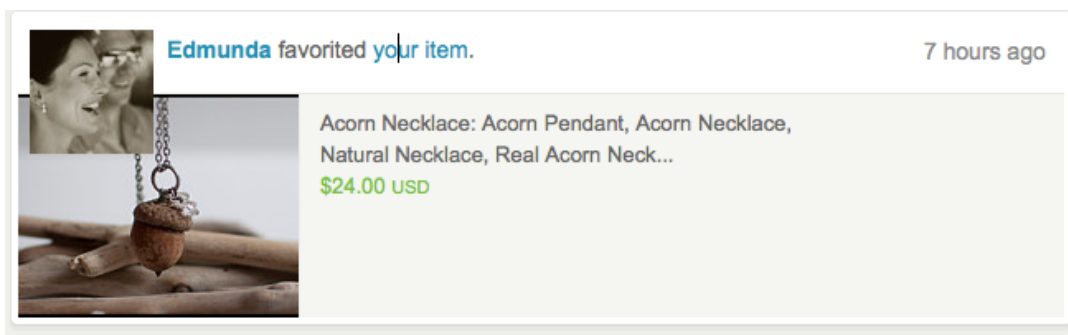 Edmunda favorited your item.
7 hours ago
Acorn Necklace: Acorn Pendant, Acorn Necklace,
Natural Necklace, Real Acorn Neck...
$24.00 USD